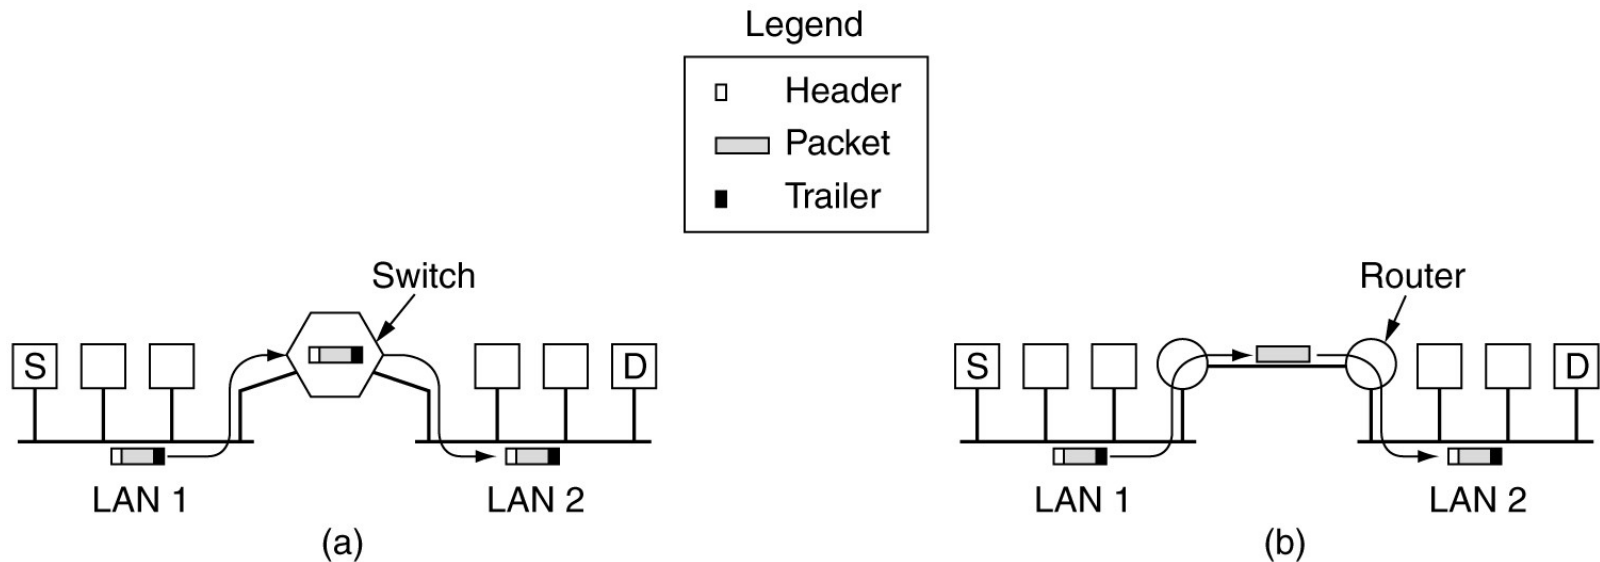 Legend
Header
Packet
Trailer
Switch
S
D
LAN 1
LAN 2
(a)
Router
S
D
LAN 1
LAN 2
(b)